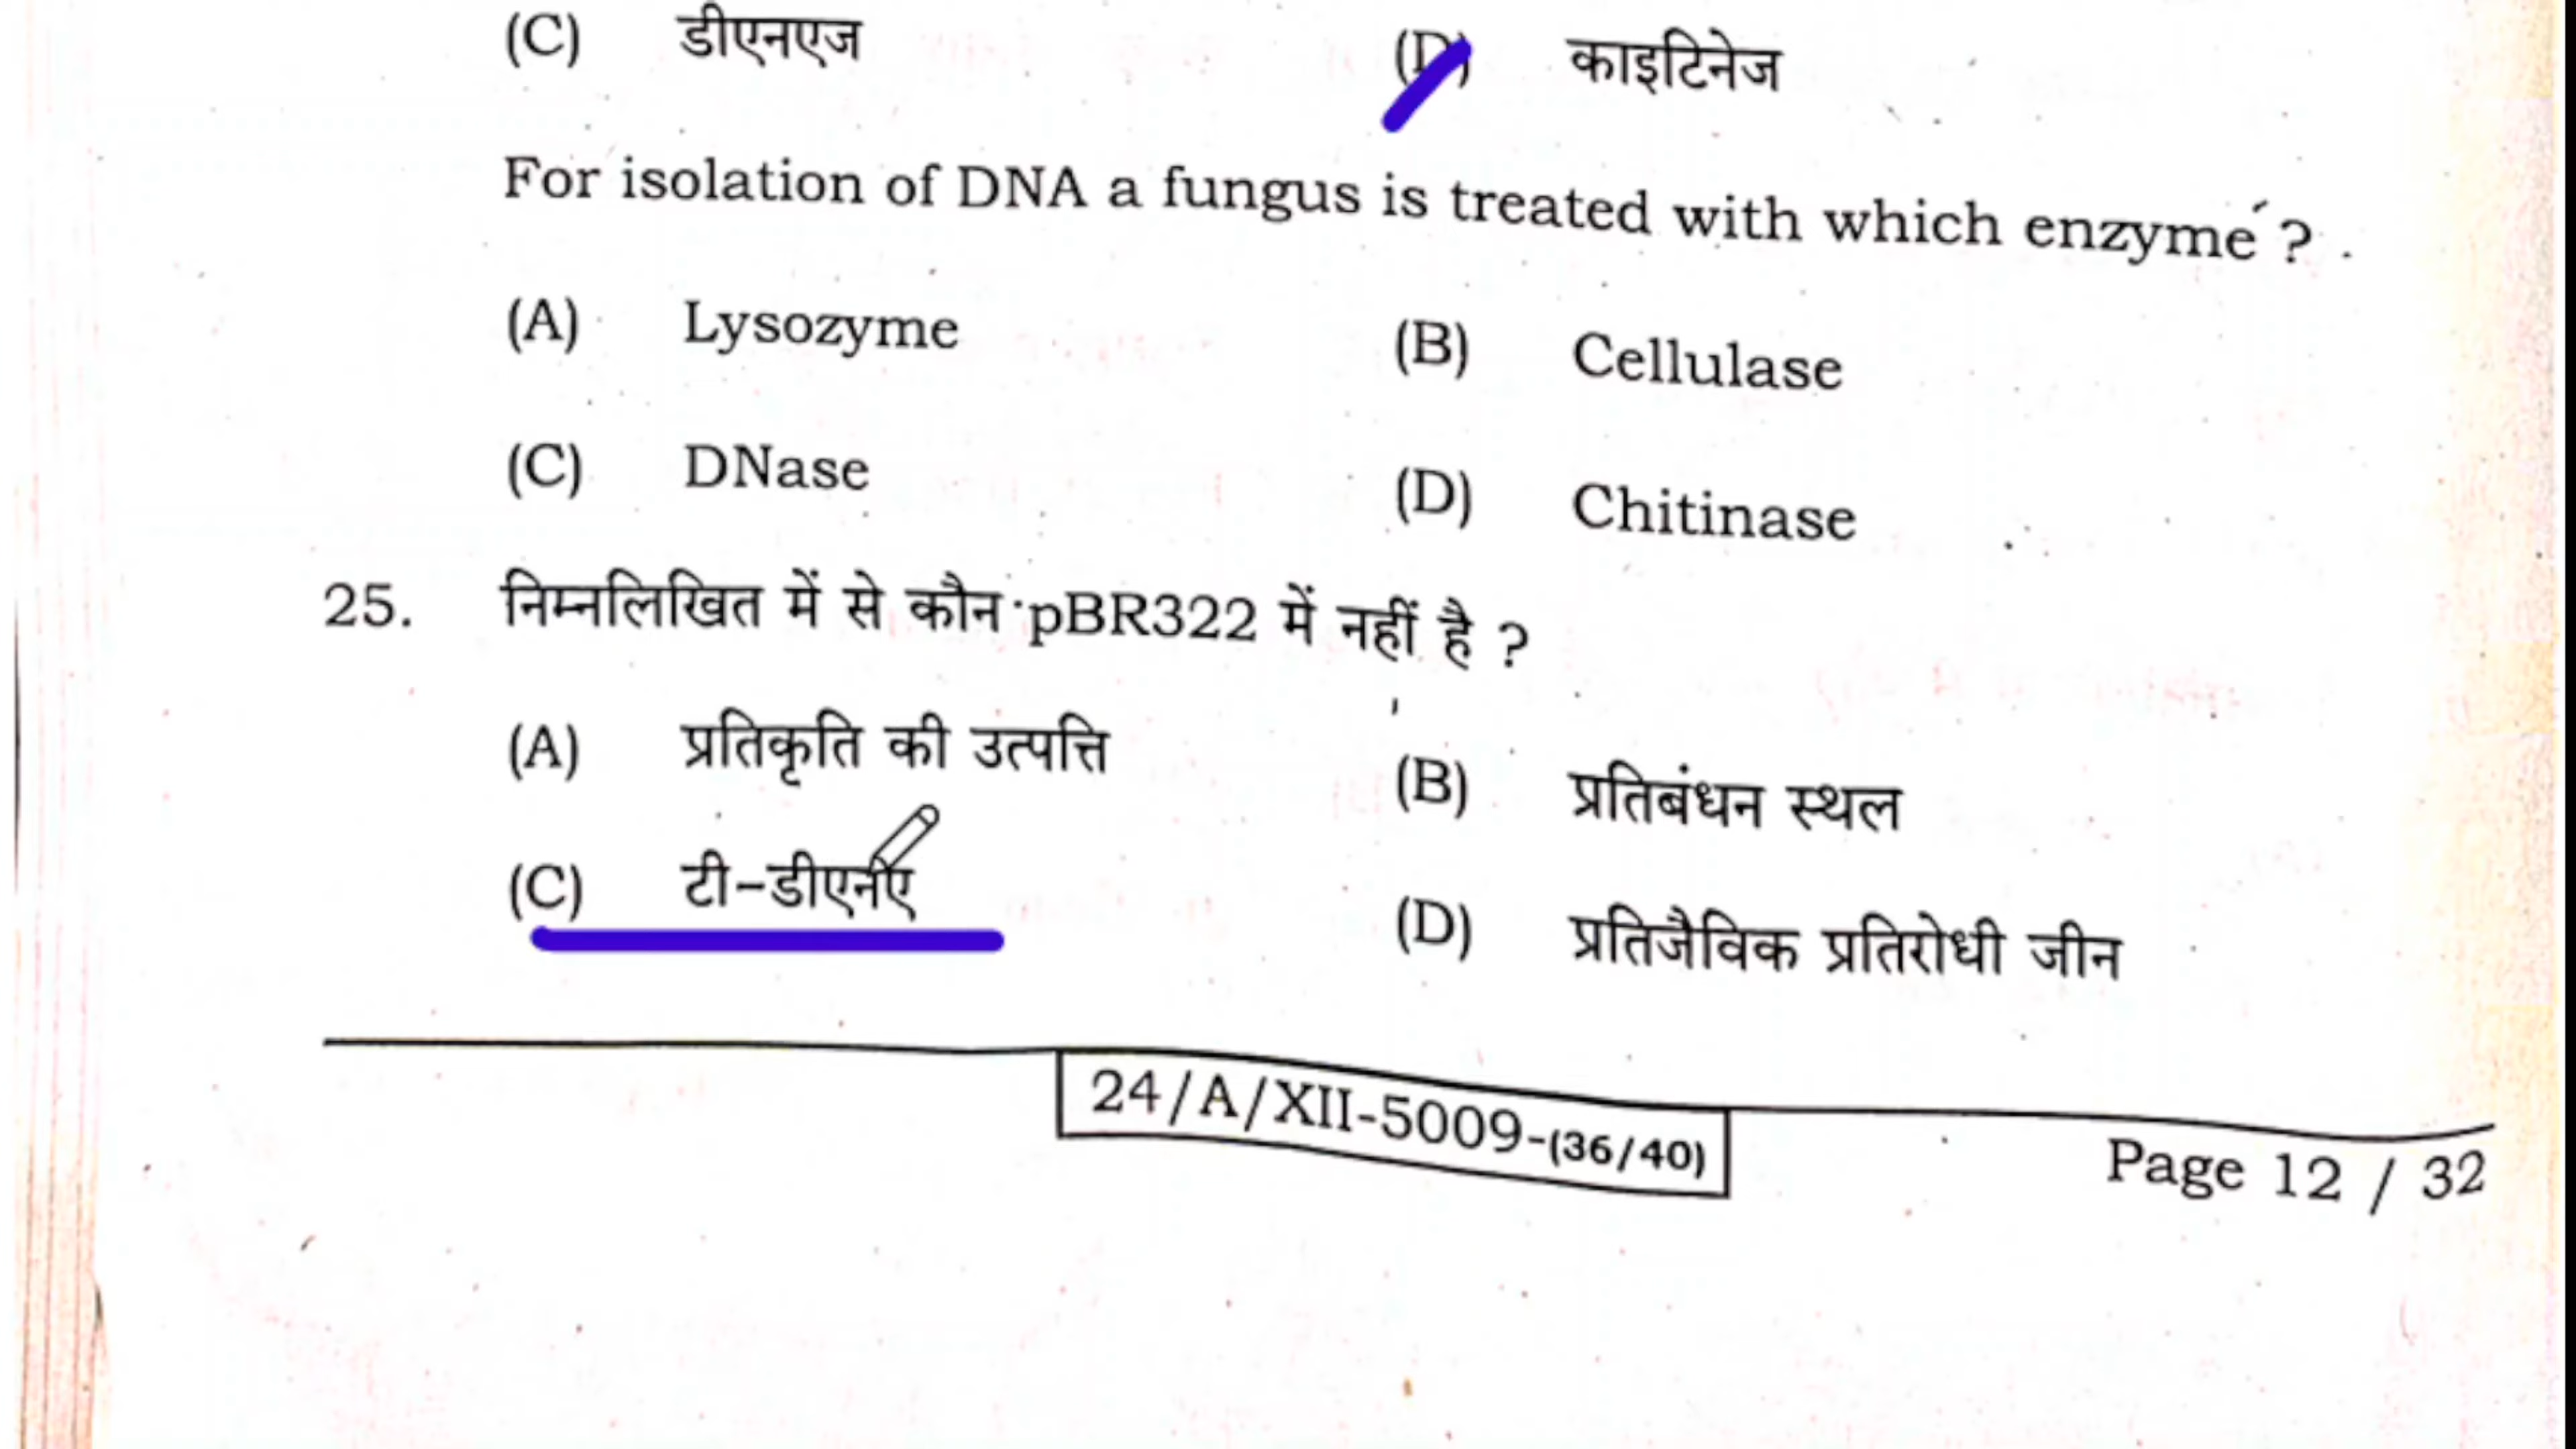 (C) डीएनएज (D) काइटिनेज
For isolation of DNA a fungus is treated with which enzyme ?
(A) Lysozyme (B) Cellulase
(C) DNase (D) Chitinase
25. निम्नलिखित में से कौन pBR322 में नहीं है ?
(A) प्रतिकृति की उत्पत्ति (B) प्रतिबंधन स्थल
(C) टी-डीएनए (D) प्रतिजैविक प्रतिरोधी जीन
24/A/XII-5009-(36/40)
Page 12 / 32